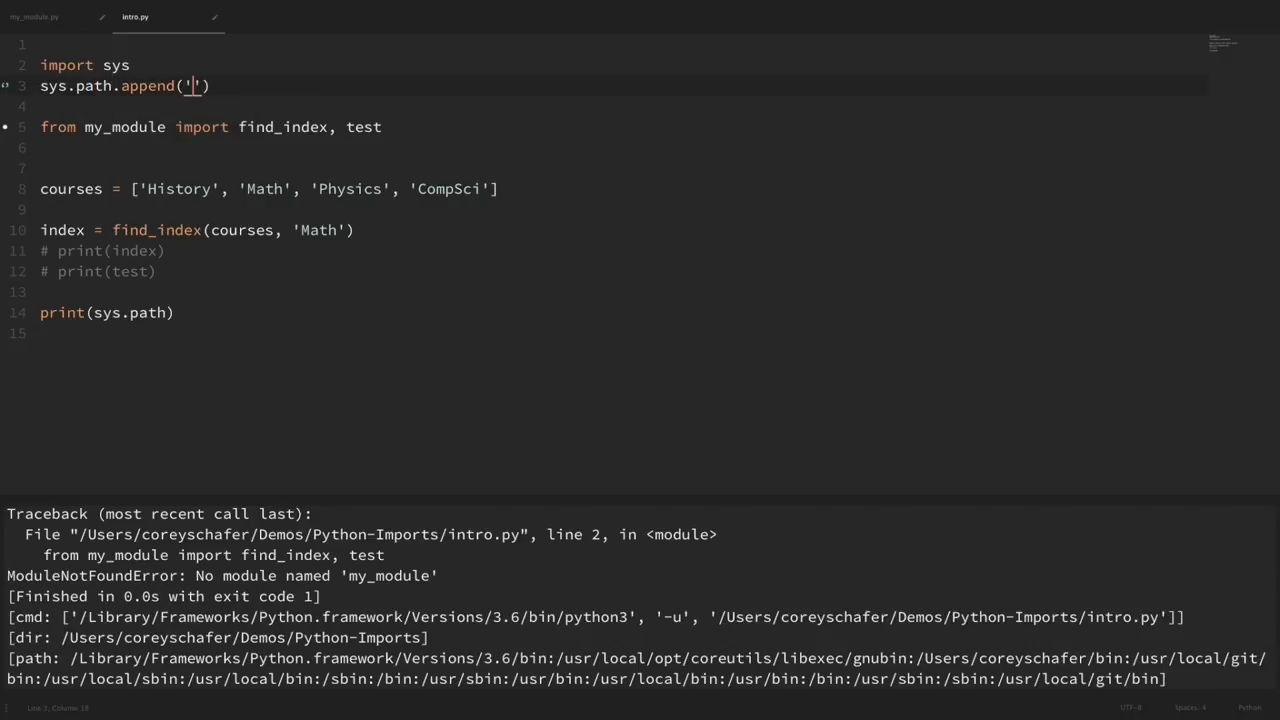 my_module.py
intro.py
1
2 import sys
3 sys.path.append('')
4
5 from my_module import find_index, test
6
7
8 courses = ['History', 'Math', 'Physics', 'CompSci']
9
10 index = find_index(courses, 'Math')
11 # print(index)
12 # print(test)
13
14 print(sys.path)
15
Traceback (most recent call last):
File "/Users/coreyschafer/Demos/Python-Imports/intro.py", line 2, in <module>
from my_module import find_index, test
ModuleNotFoundError: No module named 'my_module'
[Finished in 0.0s with exit code 1]
[cmd: ['/Library/Frameworks/Python.framework/Versions/3.6/bin/python3', '-u', '/Users/coreyschafer/Demos/Python-Imports/intro.py']]
[dir: /Users/coreyschafer/Demos/Python-Imports]
[path: /Library/Frameworks/Python.framework/Versions/3.6/bin:/usr/local/opt/coreutils/libexec/gnubin:/Users/coreyschafer/bin:/usr/local/git/
bin:/usr/local/sbin:/usr/local/bin:/sbin:/bin:/usr/sbin:/usr/local/bin:/usr/bin:/bin:/usr/sbin:/sbin:/usr/local/git/bin]
Line 3, Column 18
UTF-8
Spaces: 4
Python